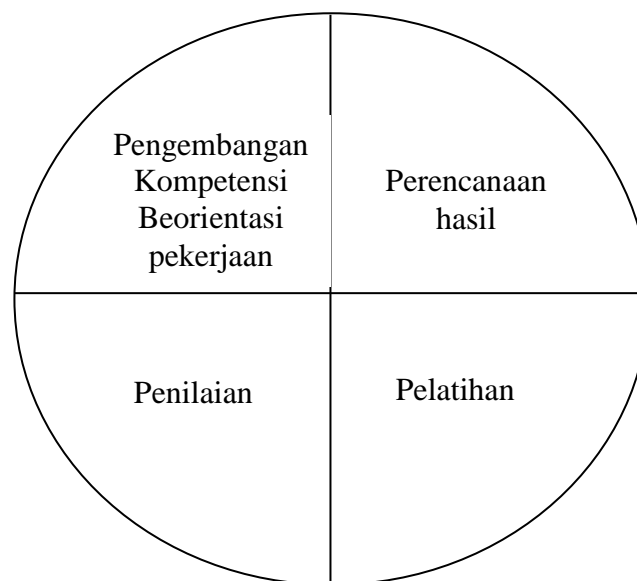 Pengembangan
Kompetensi
Beorientasi
pekerjaan
Perencanaan
hasil
Penilaian
Pelatihan